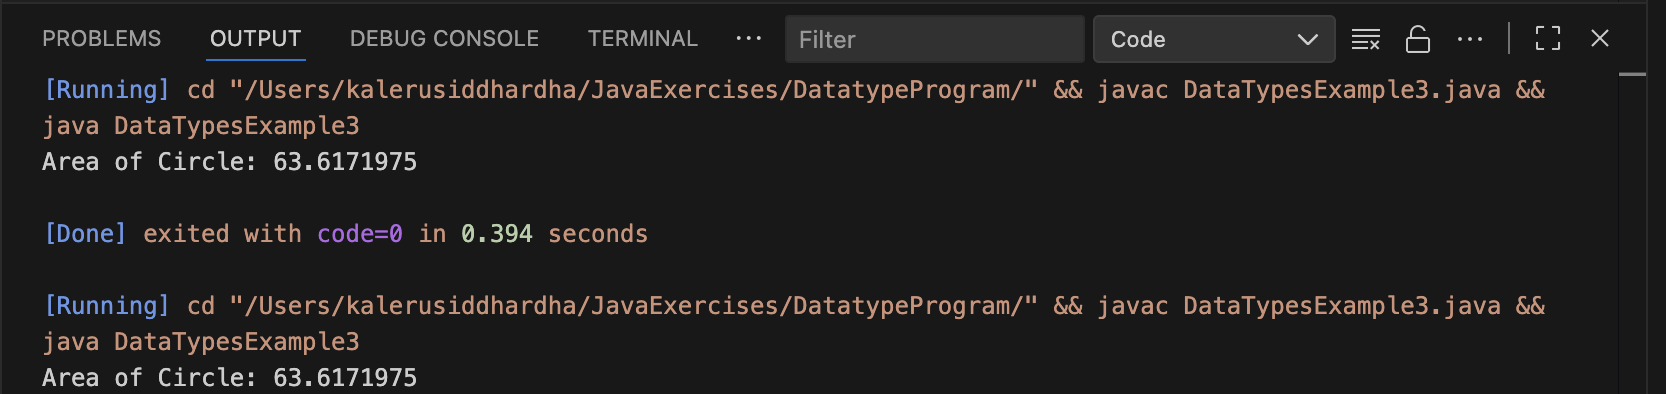 PROBLEMS OUTPUT DEBUG CONSOLE TERMINAL ··· Filter Code ···
[Running] cd "/Users/kalerusiddhardha/JavaExercises/DatatypeProgram/" && javac DataTypesExample3.java &&
java DataTypesExample3
Area of Circle: 63.6171975
[Done] exited with code=0 in 0.394 seconds
[Running] cd "/Users/kalerusiddhardha/JavaExercises/DatatypeProgram/" && javac DataTypesExample3.java &&
java DataTypesExample3
Area of Circle: 63.6171975